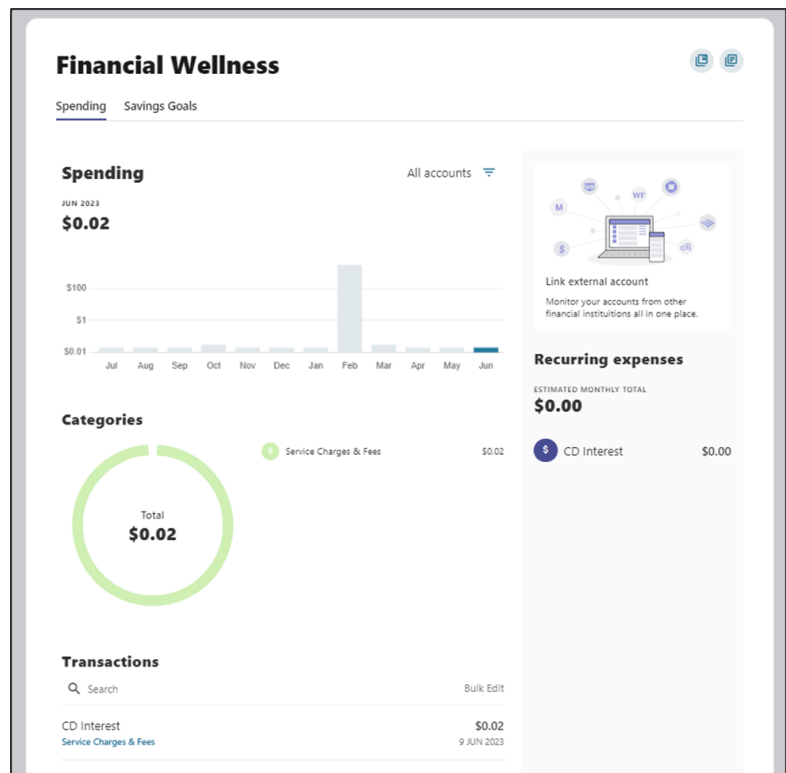 Financial Wellness
Spending Savings Goals
Spending
All accounts
JUN 2023
$0.02
$100
$1
$0.01
Jul Aug Sep Oct Nov Dec Jan Feb Mar Apr May Jun
Categories
Service Charges & Fees $0.02
Total
$0.02
Transactions
Search Bulk Edit
CD Interest $0.02
Service Charges & Fees 9 JUN 2023
WF
M
$
citi
Link external account
Monitor your accounts from other
financial instituitions all in one place.
Recurring expenses
ESTIMATED MONTHLY TOTAL
$0.00
$ CD Interest $0.00